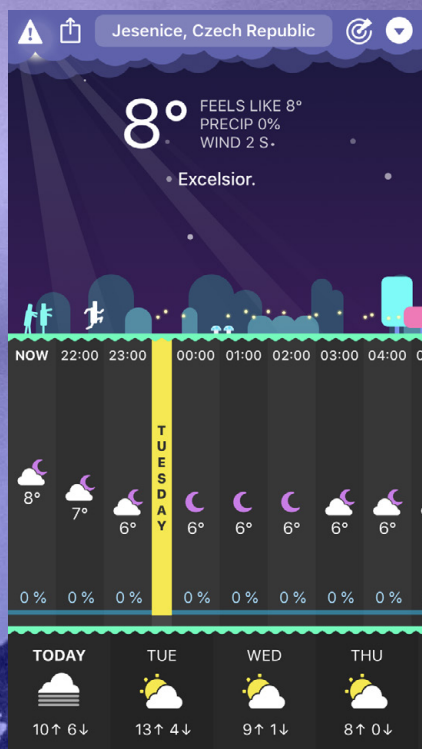 Jesenice, Czech Republic
8°
FEELS LIKE 8°
PRECIP 0%
WIND 2 S
Excelsior.
NOW 22:00 23:00 00:00 01:00 02:00 03:00 04:00
TUESDAY
8° 7° 6° 6° 6° 6° 6° 6°
0 % 0 % 0 % 0 % 0 % 0 % 0 % 0 %
TODAY TUE WED THU
10↑ 6↓ 13↑ 4↓ 9↑ 1↓ 8↑ 0↓